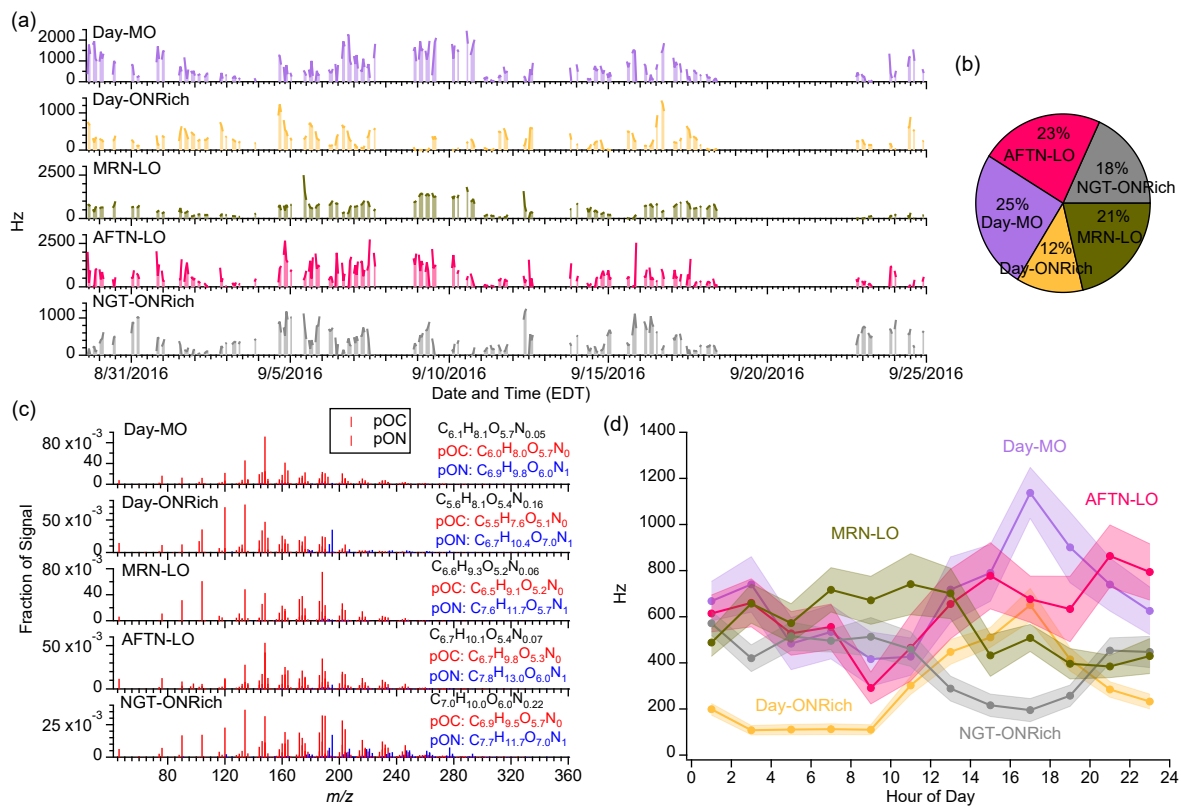 (a)
Day-MO
2000
1000
0
Day-ONRich
1000
0
MRN-LO
2500
0
AFTN-LO
2500
0
NGT-ONRich
1000
0
Hz
8/31/2016 9/5/2016 9/10/2016 9/15/2016 9/20/2016 9/25/2016
Date and Time (EDT)
(b)
23%
AFTN-LO
18%
NGT-ONRich
25%
Day-MO
21%
MRN-LO
12%
Day-ONRich
(c)
pOC
pON
Day-MO
80 x10⁻³
40
0
C₆.₁H₈.₁O₅.₇N₀.₀₅
pOC: C₆.₀H₈.₀O₅.₇N₀
pON: C₆.₉H₉.₈O₆.₀N₁
Day-ONRich
50 x10⁻³
0
C₅.₆H₈.₁O₅.₄N₀.₁₆
pOC: C₅.₅H₇.₆O₅.₁N₀
pON: C₆.₇H₁₀.₄O₇.₀N₁
MRN-LO
80 x10⁻³
40
0
C₆.₆H₉.₃O₅.₂N₀.₀₆
pOC: C₆.₅H₉.₁O₅.₂N₀
pON: C₇.₆H₁₁.₇O₅.₇N₁
AFTN-LO
50 x10⁻³
0
C₆.₇H₁₀.₁O₅.₄N₀.₀₇
pOC: C₆.₇H₉.₈O₅.₃N₀
pON: C₇.₈H₁₃.₀O₆.₀N₁
NGT-ONRich
25 x10⁻³
0
C₇.₀H₁₀.₀O₆.₀N₀.₂₂
pOC: C₆.₉H₉.₅O₅.₇N₀
pON: C₇.₇H₁₁.₇O₇.₀N₁
Fraction of Signal
80 120 160 200 240 280 320 360
m/z
(d)
1400
1200
1000
800
600
400
200
0
Hz
Day-MO
AFTN-LO
MRN-LO
Day-ONRich
NGT-ONRich
0 2 4 6 8 10 12 14 16 18 20 22 24
Hour of Day